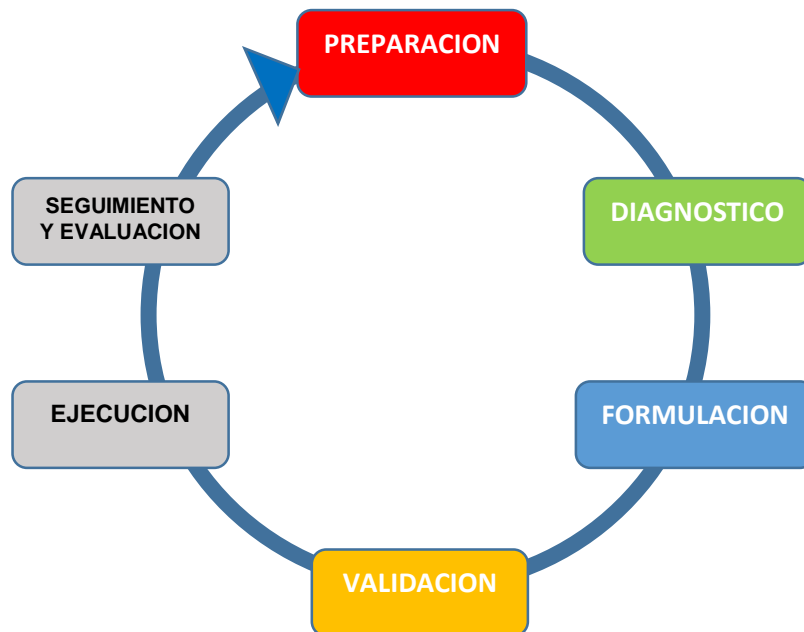 PREPARACION
DIAGNOSTICO
FORMULACION
VALIDACION
EJECUCION
SEGUIMIENTO
Y EVALUACION